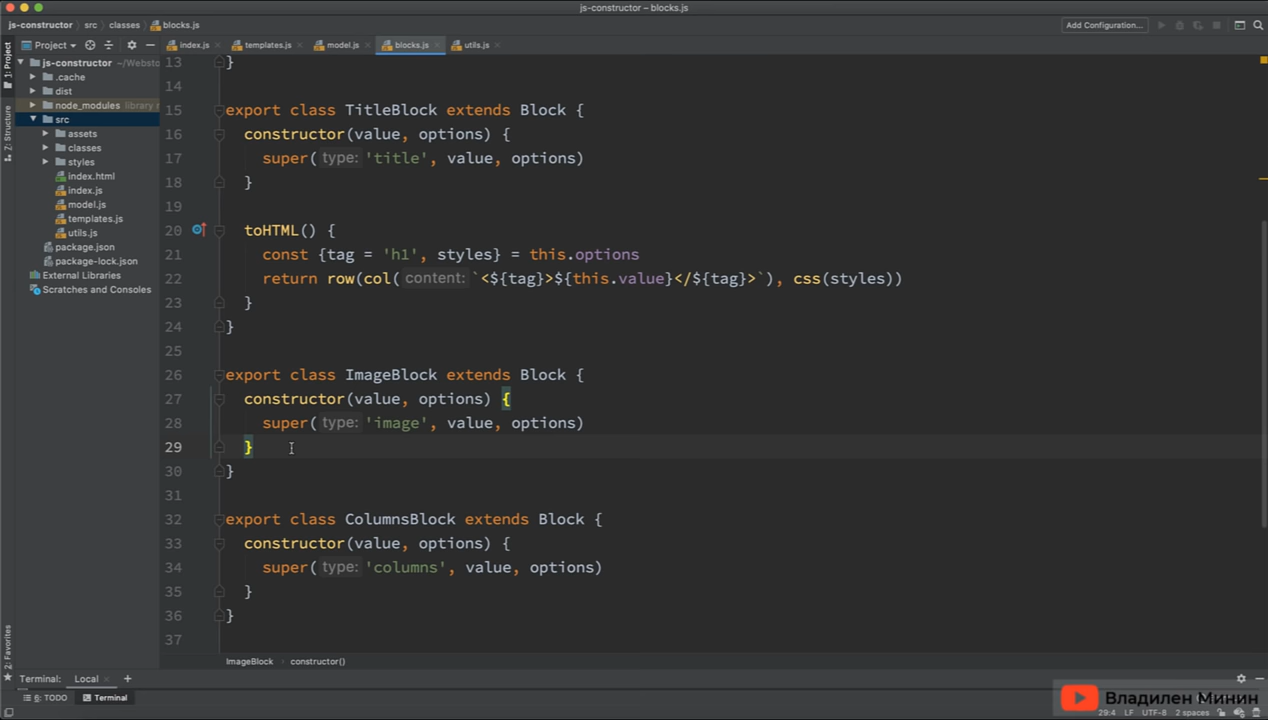 js-constructor – blocks.js
js-constructor src classes blocks.js
Add Configuration...
Project
index.js templates.js model.js blocks.js utils.js
1: Project
Z: Structure
2: Favorites
js-constructor ~/Websto
.cache
dist
node_modules library r
src
assets
classes
styles
index.html
index.js
model.js
templates.js
utils.js
package.json
package-lock.json
External Libraries
Scratches and Consoles
13 }
14
15 export class TitleBlock extends Block {
16 constructor(value, options) {
17 super( type: 'title', value, options)
18 }
19
20 toHTML() {
21 const {tag = 'h1', styles} = this.options
22 return row(col( content: `<${tag}>${this.value}</${tag}>`), css(styles))
23 }
24 }
25
26 export class ImageBlock extends Block {
27 constructor(value, options) {
28 super( type: 'image', value, options)
29 }
30 }
31
32 export class ColumnsBlock extends Block {
33 constructor(value, options) {
34 super( type: 'columns', value, options)
35 }
36 }
37
ImageBlock constructor()
Terminal: Local +
6: TODO Terminal
Владилен Минин
29:4 LF UTF-8 2 spaces